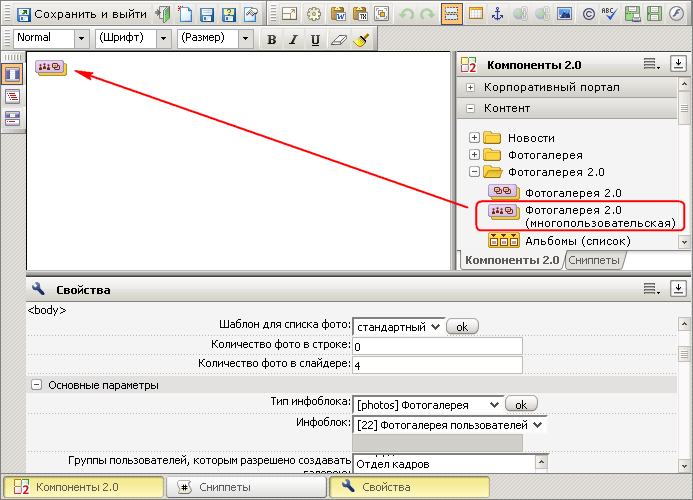 Сохранить и выйти
Normal (Шрифт) (Размер) B I U
Компоненты 2.0
Корпоративный портал
Контент
Новости
Фотогалерея
Фотогалерея 2.0
Фотогалерея 2.0
Фотогалерея 2.0
(многопользовательская)
Альбомы (список)
Компоненты 2.0 Сниппеты
Свойства
<body>
Шаблон для списка фото: стандартный ok
Количество фото в строке: 0
Количество фото в слайдере: 4
Основные параметры
Тип инфоблока: [photos] Фотогалерея ok
Инфоблок: [22] Фотогалерея пользователей
Группы пользователей, которым разрешено создавать Отдел кадров
Компоненты 2.0 Сниппеты Свойства